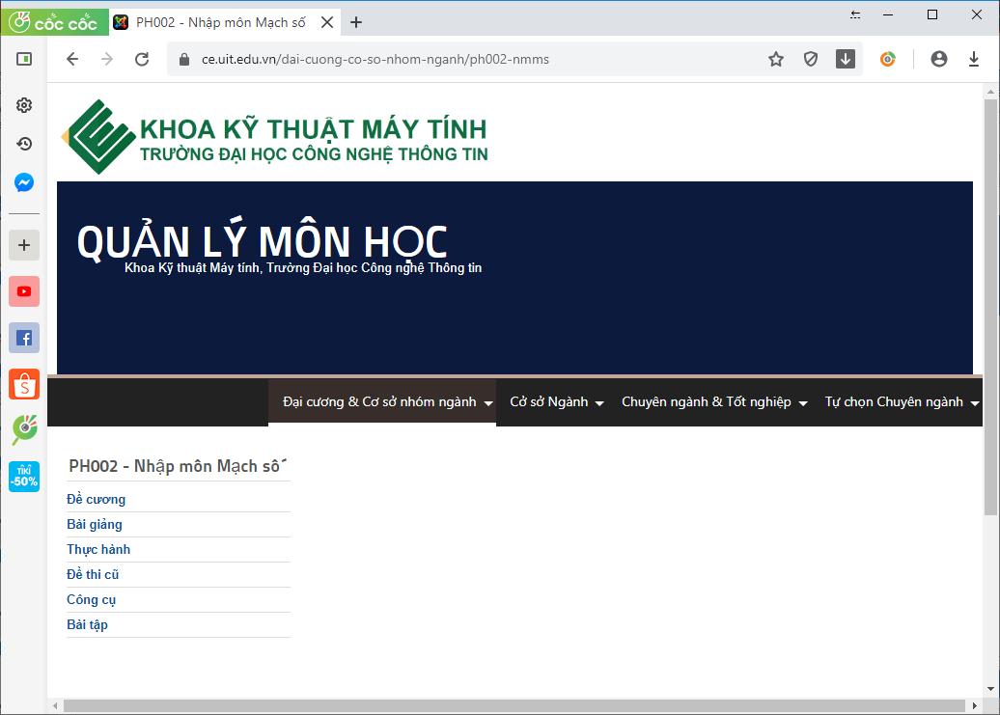 cốc cốc
PH002 - Nhập môn Mạch số
ce.uit.edu.vn/dai-cuong-co-so-nhom-nganh/ph002-nmms
KHOA KỸ THUẬT MÁY TÍNH
TRƯỜNG ĐẠI HỌC CÔNG NGHỆ THÔNG TIN
QUẢN LÝ MÔN HỌC
Khoa Kỹ thuật Máy tính, Trường Đại học Công nghệ Thông tin
Đại cương & Cơ sở nhóm ngành
Cở sở Ngành
Chuyên ngành & Tốt nghiệp
Tự chọn Chuyên ngành
PH002 - Nhập môn Mạch số
Đề cương
Bài giảng
Thực hành
Đề thi cũ
Công cụ
Bài tập
TIKI
-50%